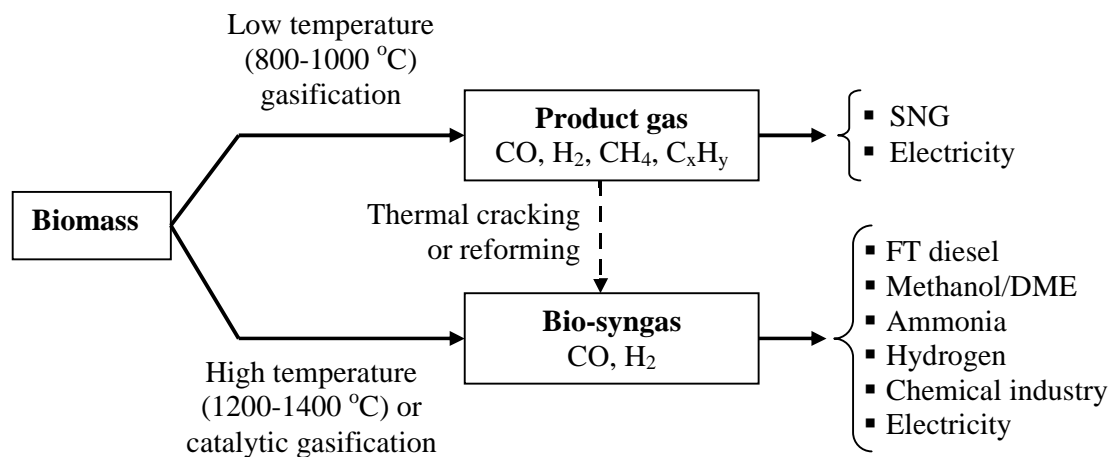 Low temperature
(800-1000 °C)
gasification
Product gas
CO, H₂, CH₄, CₓHᵧ
▪ SNG
▪ Electricity
Biomass
Thermal cracking
or reforming
▪ FT diesel
▪ Methanol/DME
▪ Ammonia
▪ Hydrogen
▪ Chemical industry
▪ Electricity
Bio-syngas
CO, H₂
High temperature
(1200-1400 °C) or
catalytic gasification